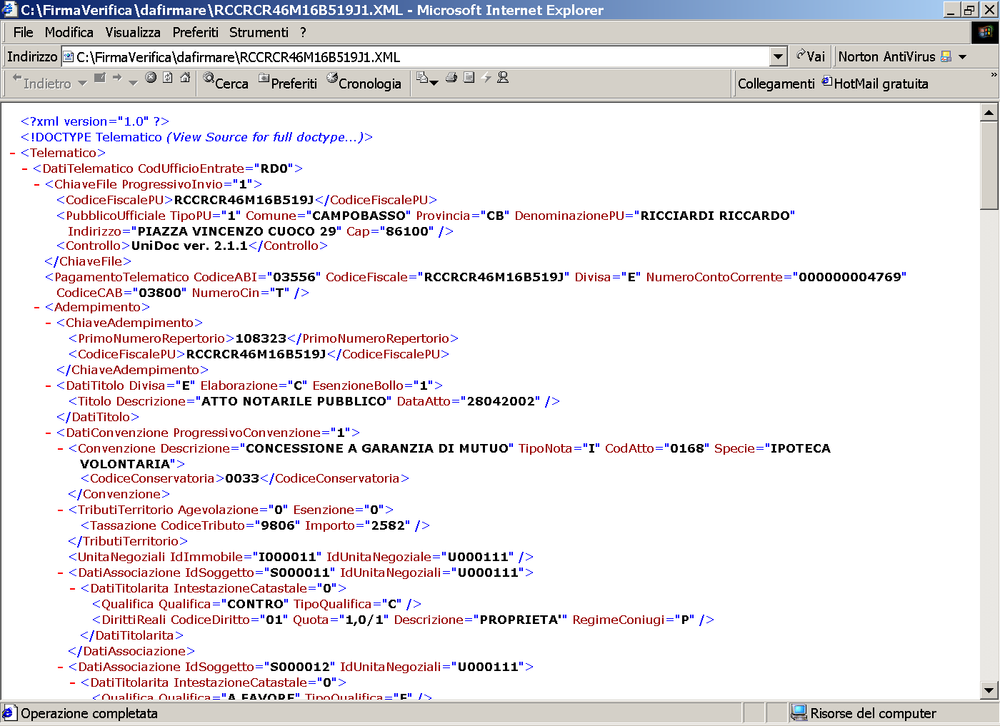 C:\FirmaVerifica\dafirmare\RCCRCR46M16B519J1.XML - Microsoft Internet Explorer
File Modifica Visualizza Preferiti Strumenti ?
Indirizzo C:\FirmaVerifica\dafirmare\RCCRCR46M16B519J1.XML Vai Norton AntiVirus
Indietro Cerca Preferiti Cronologia Collegamenti HotMail gratuita »
<?xml version="1.0" ?>
<!DOCTYPE Telematico (View Source for full doctype...)>
- <Telematico>
- <DatiTelematico CodUfficioEntrate="RD0">
- <ChiaveFile ProgressivoInvio="1">
<CodiceFiscalePU>RCCRCR46M16B519J</CodiceFiscalePU>
<PubblicoUfficiale TipoPU="1" Comune="CAMPOBASSO" Provincia="CB" DenominazionePU="RICCIARDI RICCARDO"
Indirizzo="PIAZZA VINCENZO CUOCO 29" Cap="86100" />
<Controllo>UniDoc ver. 2.1.1</Controllo>
</ChiaveFile>
<PagamentoTelematico CodiceABI="03556" CodiceFiscale="RCCRCR46M16B519J" Divisa="E" NumeroContoCorrente="000000004769"
CodiceCAB="03800" NumeroCin="T" />
- <Adempimento>
- <ChiaveAdempimento>
<PrimoNumeroRepertorio>108323</PrimoNumeroRepertorio>
<CodiceFiscalePU>RCCRCR46M16B519J</CodiceFiscalePU>
</ChiaveAdempimento>
- <DatiTitolo Divisa="E" Elaborazione="C" EsenzioneBollo="1">
<Titolo Descrizione="ATTO NOTARILE PUBBLICO" DataAtto="28042002" />
</DatiTitolo>
- <DatiConvenzione ProgressivoConvenzione="1">
- <Convenzione Descrizione="CONCESSIONE A GARANZIA DI MUTUO" TipoNota="I" CodAtto="0168" Specie="IPOTECA
VOLONTARIA">
<CodiceConservatoria>0033</CodiceConservatoria>
</Convenzione>
- <TributiTerritorio Agevolazione="0" Esenzione="0">
<Tassazione CodiceTributo="9806" Importo="2582" />
</TributiTerritorio>
<UnitaNegoziali IdImmobile="I000011" IdUnitaNegoziale="U000111" />
- <DatiAssociazione IdSoggetto="S000011" IdUnitaNegoziali="U000111">
- <DatiTitolarita IntestazioneCatastale="0">
<Qualifica Qualifica="CONTRO" TipoQualifica="C" />
<DirittiReali CodiceDiritto="01" Quota="1,0/1" Descrizione="PROPRIETA'" RegimeConiugi="P" />
</DatiTitolarita>
</DatiAssociazione>
- <DatiAssociazione IdSoggetto="S000012" IdUnitaNegoziali="U000111">
- <DatiTitolarita IntestazioneCatastale="0">
<Qualifica Qualifica="A FAVORE" TipoQualifica="F" />
Operazione completata Risorse del computer